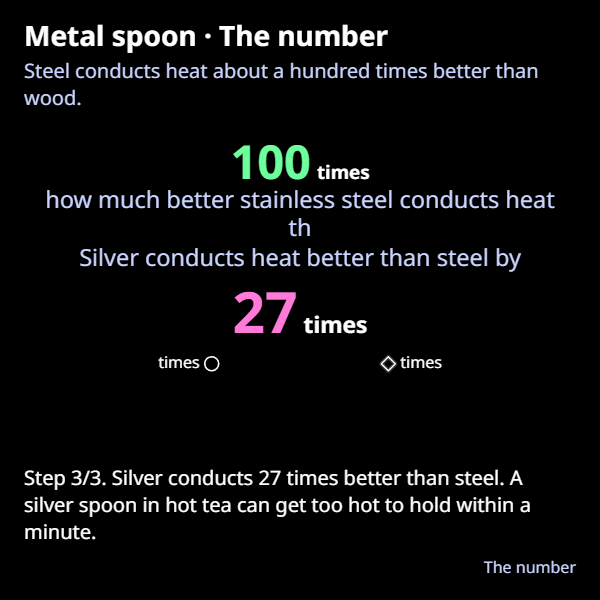 Metal spoon · The number
Steel conducts heat about a hundred times better than
wood.
100 times
how much better stainless steel conducts heat
th
Silver conducts heat better than steel by
27 times
times
times
Step 3/3. Silver conducts 27 times better than steel. A
silver spoon in hot tea can get too hot to hold within a
minute.
The number